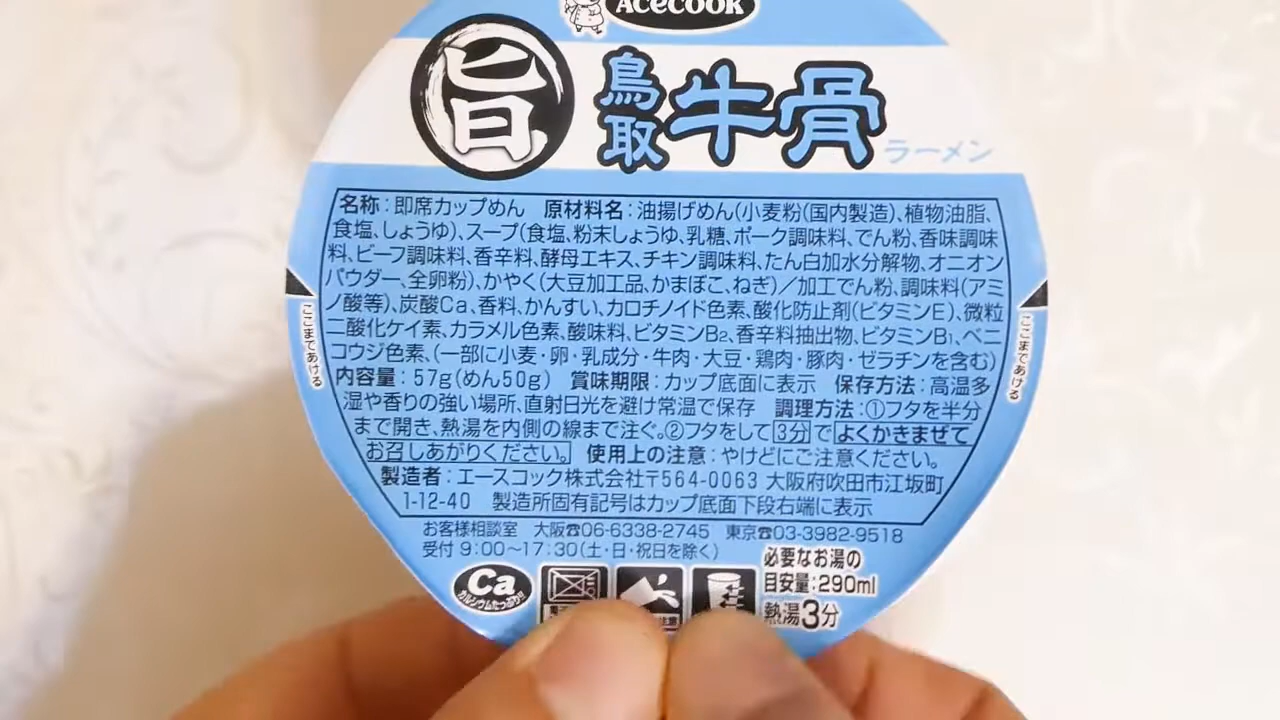 Acecook
旨
鳥取牛骨ラーメン
名称:即席カップめん 原材料名:油揚げめん(小麦粉(国内製造)、植物油脂、
食塩、しょうゆ)、スープ(食塩、粉末しょうゆ、乳糖、ポーク調味料、でん粉、香味調味
料、ビーフ調味料、香辛料、酵母エキス、チキン調味料、たん白加水分解物、オニオン
パウダー、全卵粉)、かやく(大豆加工品、かまぼこ、ねぎ)/加工でん粉、調味料(アミ
ノ酸等)、炭酸Ca、香料、かんすい、カロチノイド色素、酸化防止剤(ビタミンE)、微粒
二酸化ケイ素、カラメル色素、酸味料、ビタミンB2、香辛料抽出物、ビタミンB1、ベニ
コウジ色素、(一部に小麦・卵・乳成分・牛肉・大豆・鶏肉・豚肉・ゼラチンを含む)
内容量:57g(めん50g) 賞味期限:カップ底面に表示 保存方法:高温多
湿や香りの強い場所、直射日光を避け常温で保存 調理方法:①フタを半分
まで開き、熱湯を内側の線まで注ぐ。②フタをして3分でよくかきまぜて
お召しあがりください。 使用上の注意:やけどにご注意ください。
製造者:エースコック株式会社〒564-0063 大阪府吹田市江坂町
1-12-40 製造所固有記号はカップ底面下段右端に表示
ここまであける
ここまであける
お客様相談室 大阪☎06-6338-2745 東京☎03-3982-9518
受付 9:00〜17:30(土・日・祝日を除く)
Ca
カルシウムたっぷり!!
必要なお湯の
目安量:290ml
熱湯3分